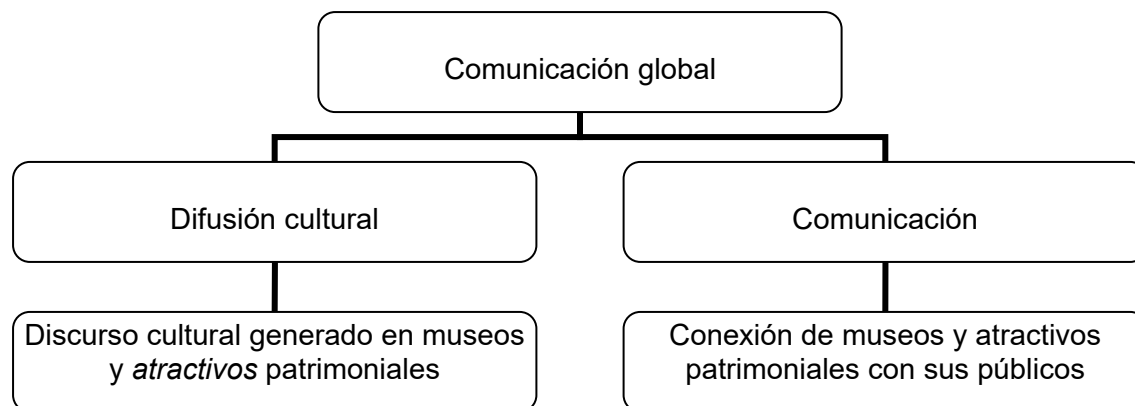 Comunicación global
Difusión cultural
Comunicación
Discurso cultural generado en museos
y atractivos patrimoniales
Conexión de museos y atractivos
patrimoniales con sus públicos